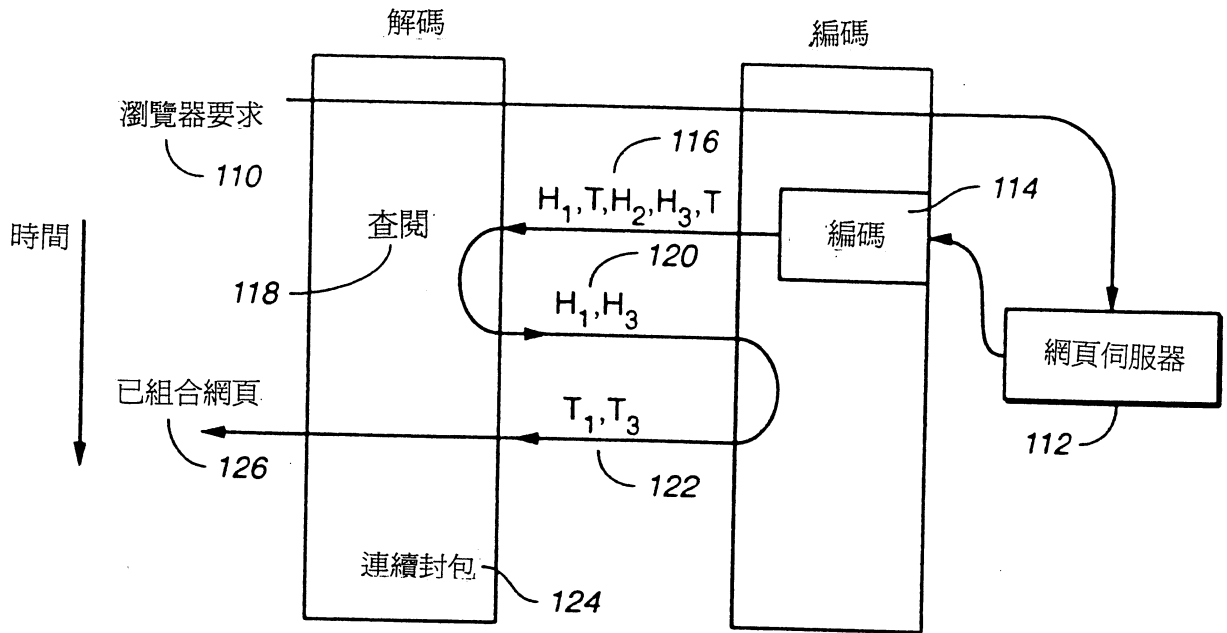 解碼
編碼
瀏覽器要求
110
116
H₁,T,H₂,H₃,T
114
編碼
時間
查閱
118
120
H₁,H₃
網頁伺服器
112
已組合網頁
126
T₁,T₃
122
連續封包
124